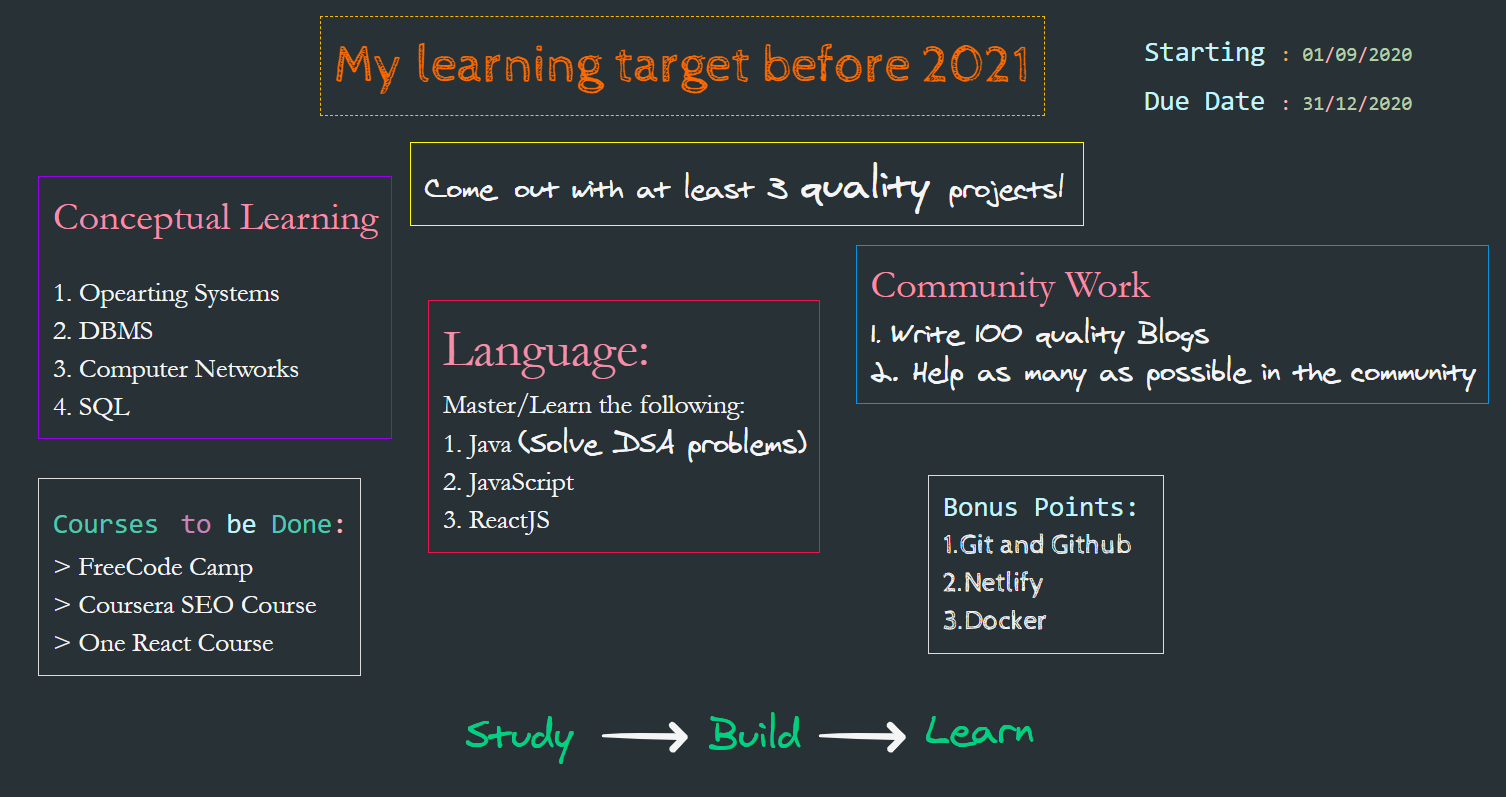 My learning target before 2021
Starting : 01/09/2020
Due Date : 31/12/2020
Come out with at least 3 quality projects!
Conceptual Learning
1. Opearting Systems
2. DBMS
3. Computer Networks
4. SQL
Language:
Master/Learn the following:
1. Java (Solve DSA problems)
2. JavaScript
3. ReactJS
Community Work
1. Write 100 quality Blogs
2. Help as many as possible in the community
Courses to be Done:
> FreeCode Camp
> Coursera SEO Course
> One React Course
Bonus Points:
1.Git and Github
2.Netlify
3.Docker
Study → Build → Learn